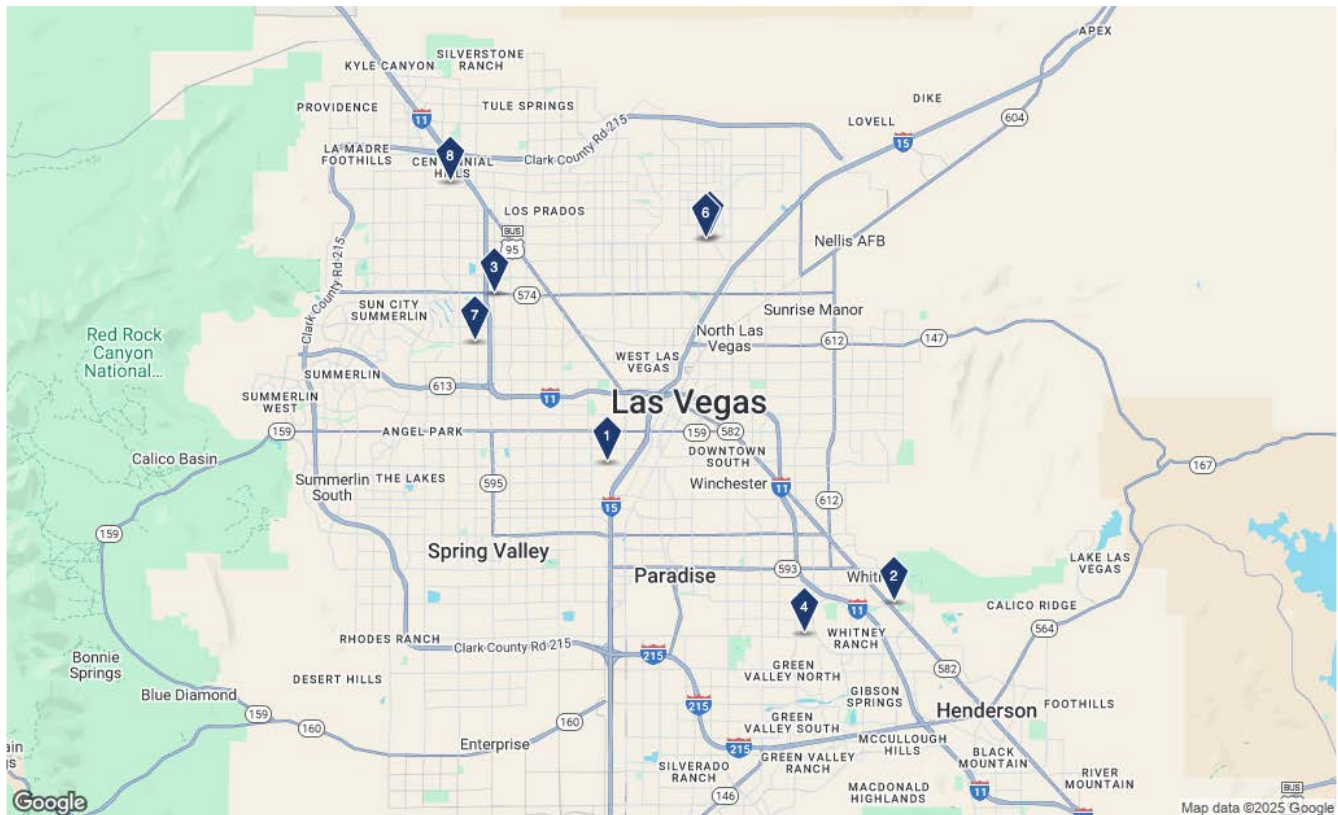 APEX
SILVERSTONE
RANCH
KYLE CANYON
PROVIDENCE
TULE SPRINGS
DIKE
LOVELL
604
11
15
Clark County Rd 215
LA MADRE
FOOTHILLS
8
CENTENNIAL
HILLS
LOS PRADOS
6
BUS
95
Nellis AFB
Clark County Rd 215
3
574
SUN CITY
SUMMERLIN
7
Sunrise Manor
Red Rock
Canyon
National...
North Las
Vegas
612
147
WEST LAS
VEGAS
SUMMERLIN
613
11
SUMMERLIN
WEST
Las Vegas
159
ANGEL PARK
1
159
582
DOWNTOWN
SOUTH
Calico Basin
167
Summerlin
South
THE LAKES
595
Winchester
11
612
15
159
Spring Valley
LAKE LAS
VEGAS
Paradise
593
2
4
11
CALICO RIDGE
564
WHITNEY
RANCH
RHODES RANCH
Clark County Rd 215
215
Bonnie
Springs
GREEN
VALLEY NORTH
582
DESERT HILLS
Blue Diamond
GIBSON
SPRINGS
215
159
160
160
GREEN
VALLEY SOUTH
Henderson
FOOTHILLS
Enterprise
215
MCCULLOUGH
HILLS
GREEN VALLEY
RANCH
BLACK
MOUNTAIN
SILVERADO
RANCH
146
MACDONALD
HIGHLANDS
11
RIVER
MOUNTAIN
BUS
Google
Map data ©2025 Google